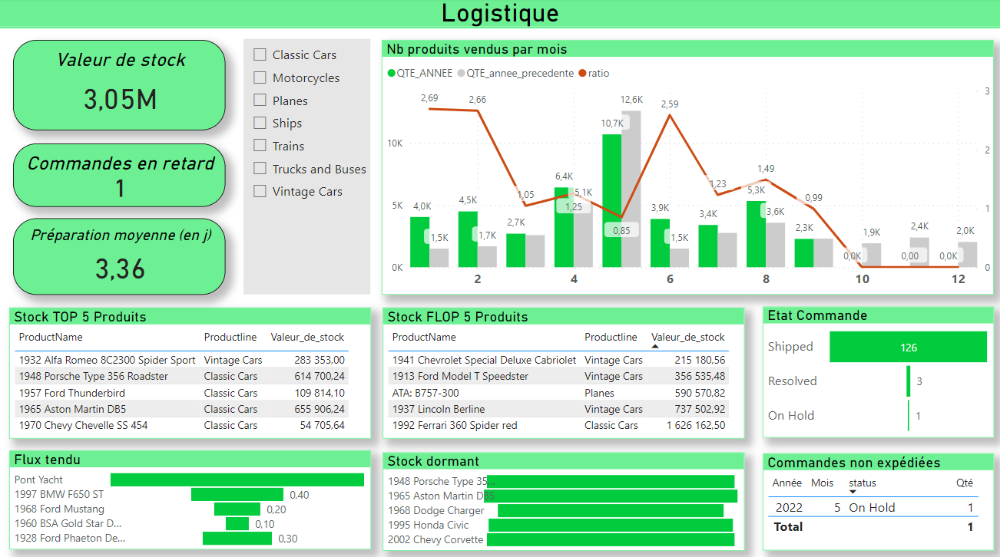 Logistique
Valeur de stock
3,05M
Commandes en retard
1
Préparation moyenne (en j)
3,36
Classic Cars
Motorcycles
Planes
Ships
Trains
Trucks and Buses
Vintage Cars
Nb produits vendus par mois
QTE_ANNEE QTE_annee_precedente ratio
10K
5K
0K
3
2
1
0
2,69 2,66 1,05 1,25 0,85 2,59 1,23 1,49 0,99 0,00
4,0K 4,5K 2,7K 6,4K 10,7K 3,9K 3,4K 5,3K 2,3K 0,0K 0,0K
1,5K 1,7K 5,1K 12,6K 1,5K 3,6K 1,9K 2,4K 2,0K
2 4 6 8 10 12
Stock TOP 5 Produits
ProductName Productline Valeur_de_stock
1932 Alfa Romeo 8C2300 Spider Sport Vintage Cars 283 353,00
1948 Porsche Type 356 Roadster Classic Cars 614 700,24
1957 Ford Thunderbird Classic Cars 109 814,10
1965 Aston Martin DB5 Classic Cars 655 906,24
1970 Chevy Chevelle SS 454 Classic Cars 54 705,64
Stock FLOP 5 Produits
ProductName Productline Valeur_de_stock
1941 Chevrolet Special Deluxe Cabriolet Vintage Cars 215 180,56
1913 Ford Model T Speedster Vintage Cars 356 535,48
ATA: B757-300 Planes 590 570,82
1937 Lincoln Berline Vintage Cars 737 502,92
1992 Ferrari 360 Spider red Classic Cars 1 626 162,50
Etat Commande
Shipped 126
Resolved 3
On Hold 1
Flux tendu
Pont Yacht
1997 BMW F650 ST 0,40
1968 Ford Mustang 0,20
1960 BSA Gold Star D... 0,10
1928 Ford Phaeton De... 0,30
Stock dormant
1948 Porsche Type 35...
1965 Aston Martin DB5
1968 Dodge Charger
1995 Honda Civic
2002 Chevy Corvette
Commandes non expédiées
Année Mois status Qté
2022 5 On Hold 1
Total 1